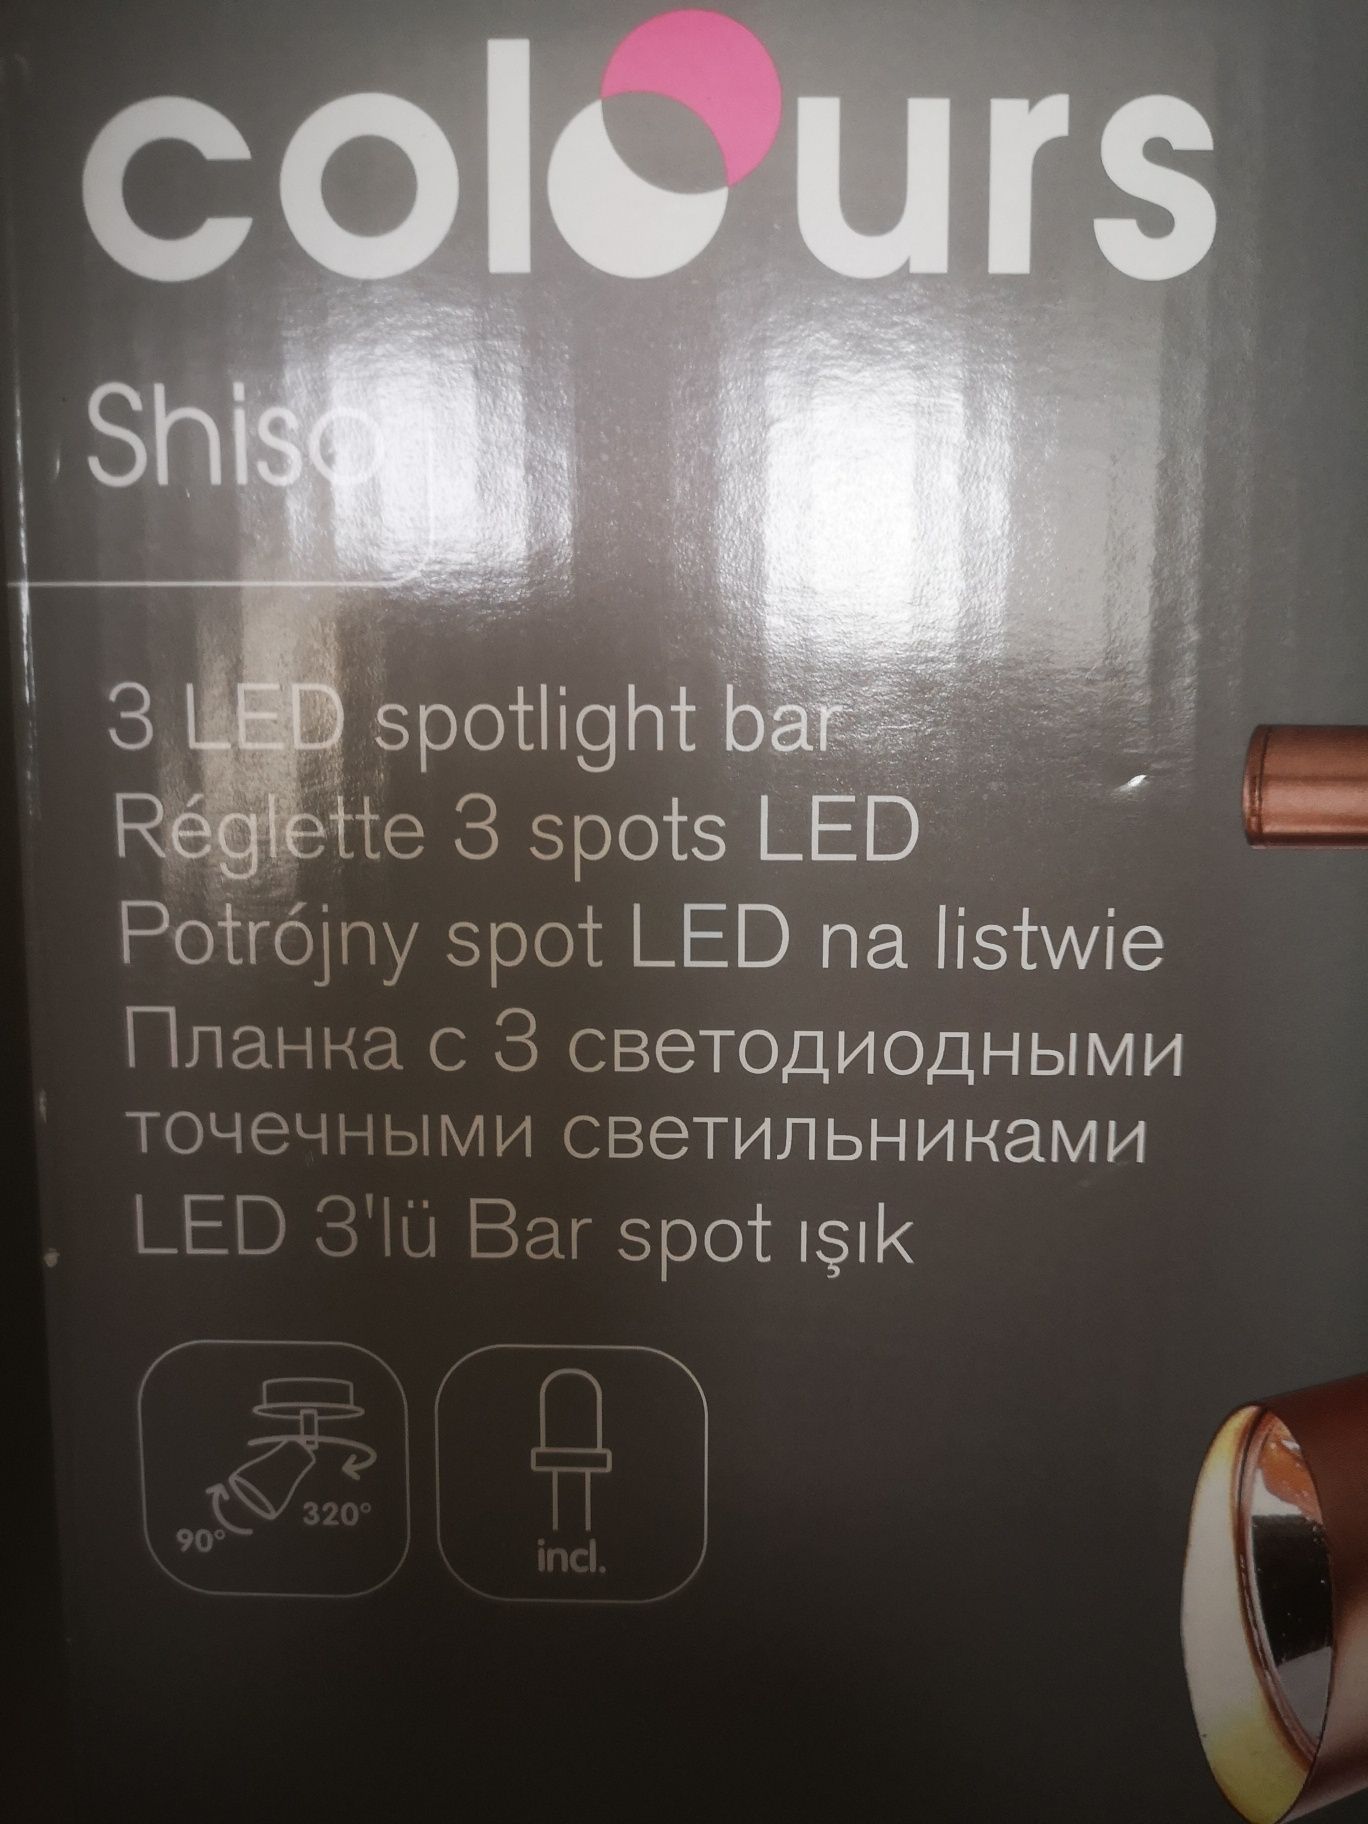 colours
Shiso
3 LED spotlight bar
Réglette 3 spots LED
Potrójny spot LED na listwie
Планка с 3 светодиодными
точечными светильниками
LED 3'lü Bar spot ışık
90° 320°
incl.